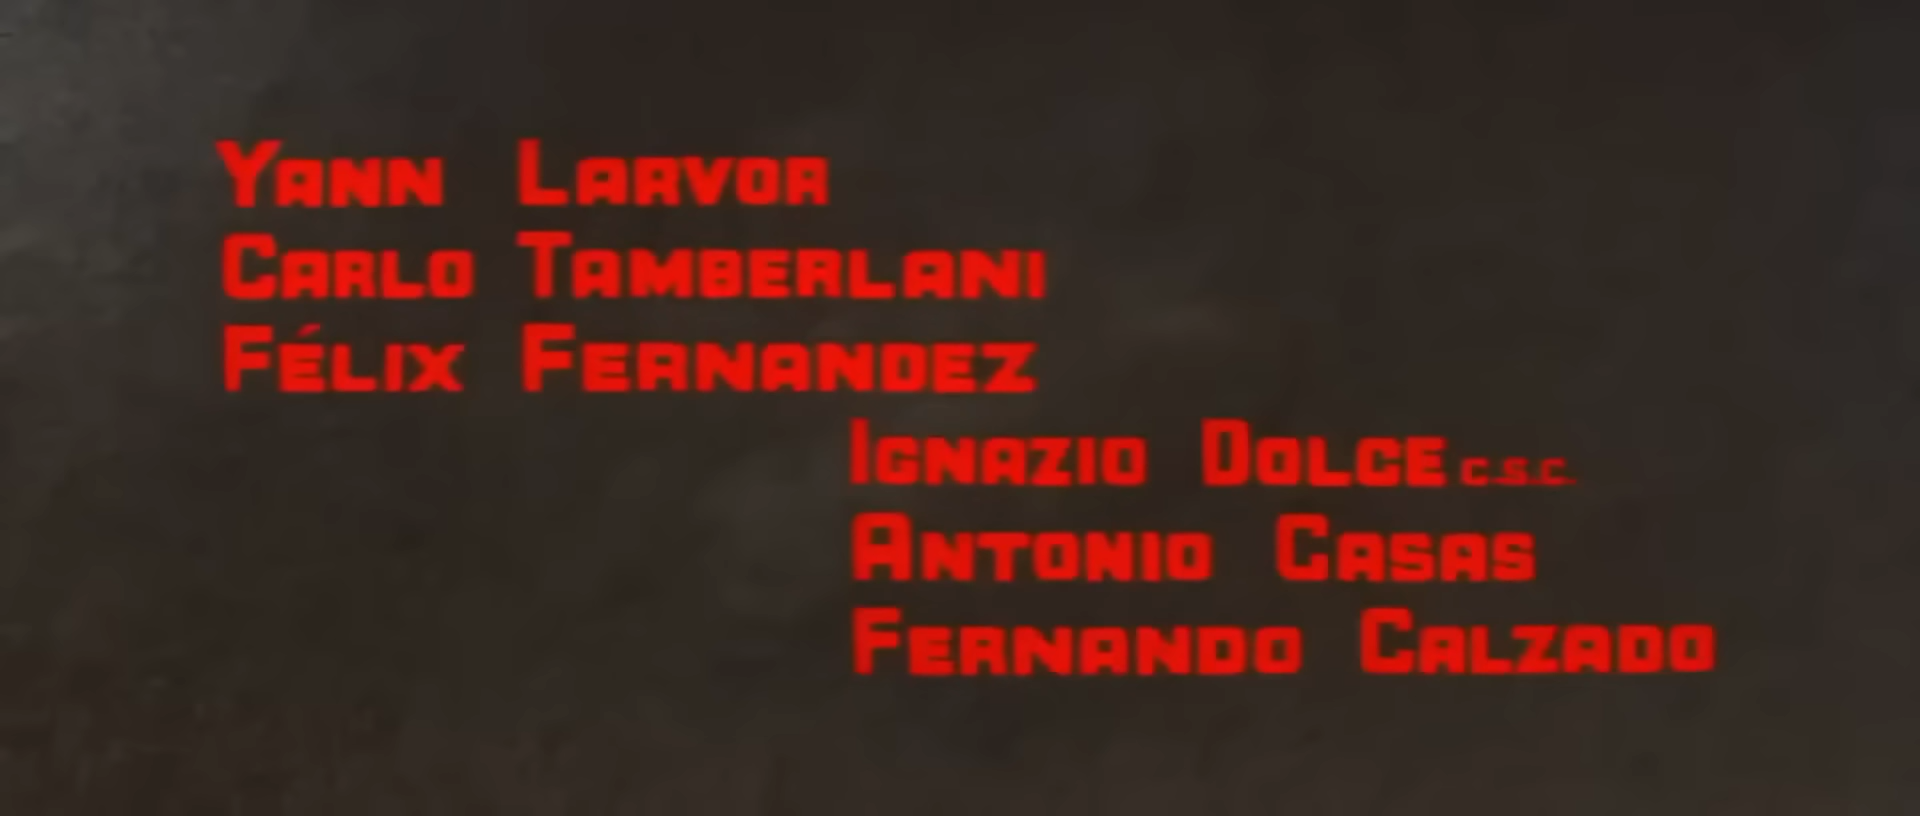 Yann Larvor
Carlo Tamberlani
Félix Fernandez
Ignazio Dolce c.s.c.
Antonio Casas
Fernando Calzado